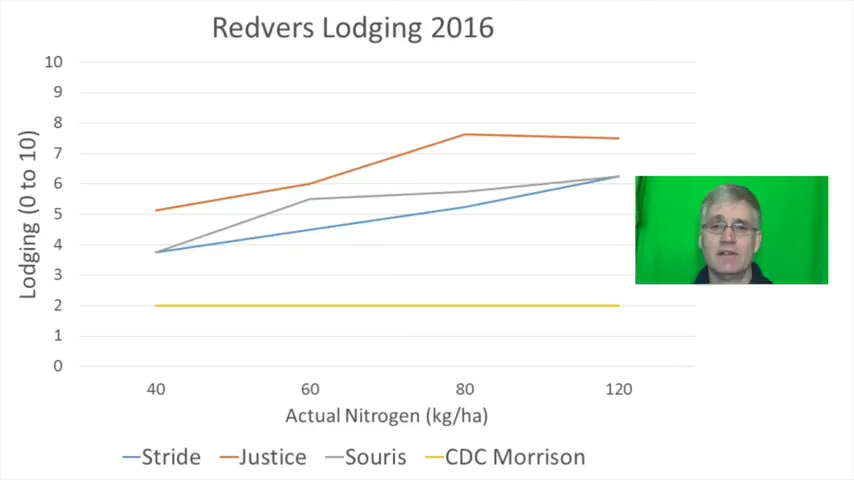 Redvers Lodging 2016
10
9
8
7
6
5
4
3
2
1
0
Lodging (0 to 10)
40 60 80 120
Actual Nitrogen (kg/ha)
Stride Justice Souris CDC Morrison